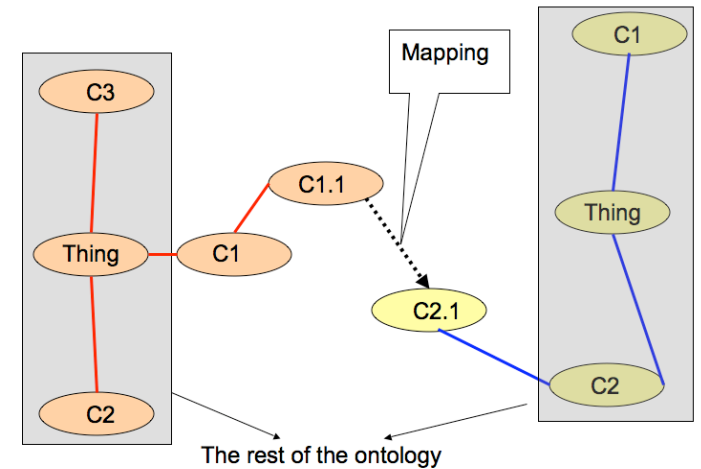 C1
Mapping
C3
C1.1
Thing
Thing
C1
C2.1
C2
C2
The rest of the ontology